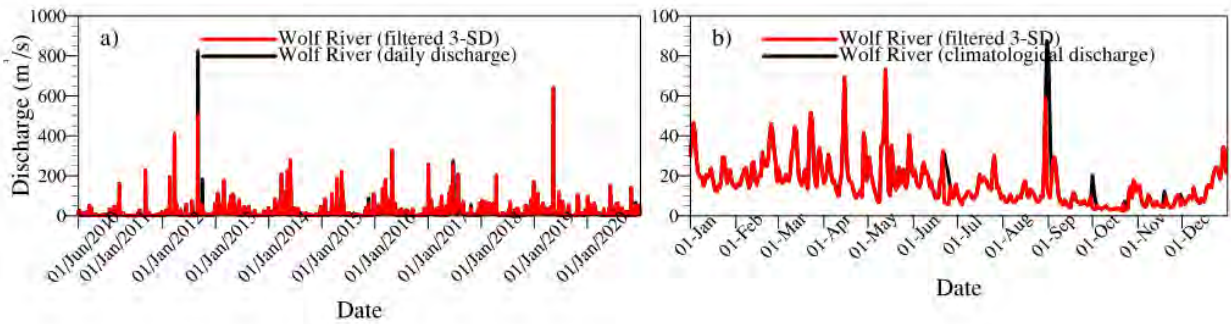 a)
Wolf River (filtered 3-SD)
Wolf River (daily discharge)
Discharge (m³/s)
1000
800
600
400
200
0
01/Jan/2010
01/Jan/2011
01/Jan/2012
01/Jan/2013
01/Jan/2014
01/Jan/2015
01/Jan/2016
01/Jan/2017
01/Jan/2018
01/Jan/2019
01/Jan/2020
Date
b)
Wolf River (filtered 3-SD)
Wolf River (climatological discharge)
100
80
60
40
20
0
01-Jan
01-Feb
01-Mar
01-Apr
01-May
01-Jun
01-Jul
01-Aug
01-Sep
01-Oct
01-Nov
01-Dec
Date